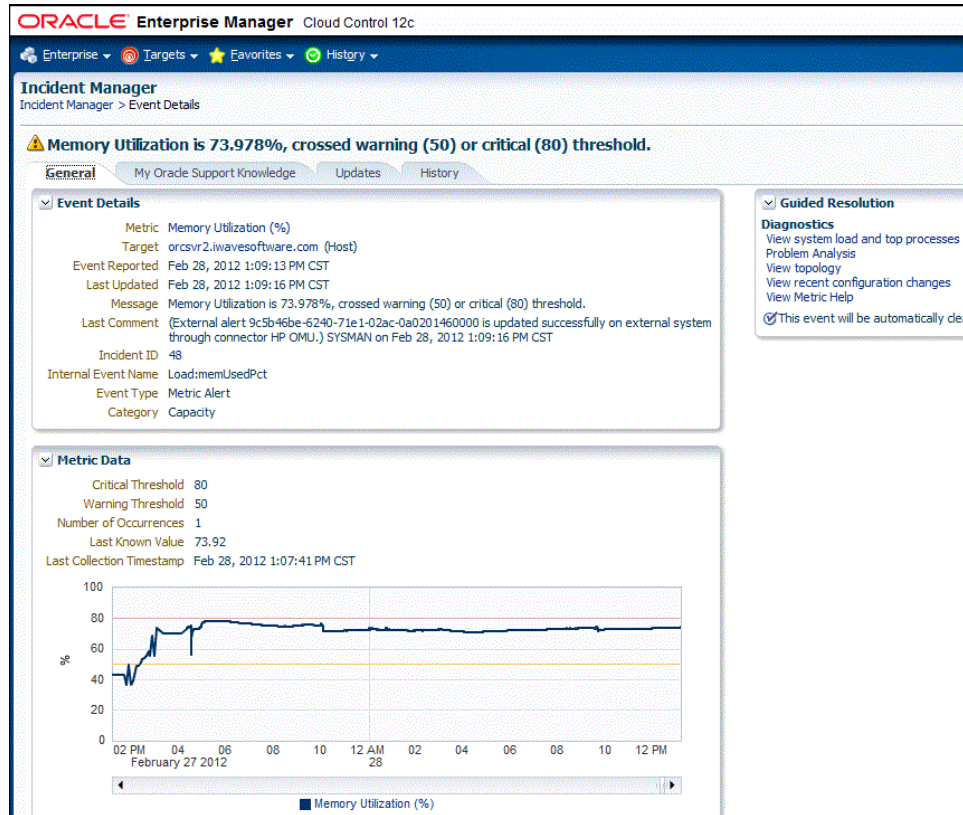 ORACLE Enterprise Manager Cloud Control 12c
Enterprise Targets Favorites History
Incident Manager
Incident Manager > Event Details
Memory Utilization is 73.978%, crossed warning (50) or critical (80) threshold.
General My Oracle Support Knowledge Updates History
Event Details
Metric Memory Utilization (%)
Target orcsvr2.iwavesoftware.com (Host)
Event Reported Feb 28, 2012 1:09:13 PM CST
Last Updated Feb 28, 2012 1:09:16 PM CST
Message Memory Utilization is 73.978%, crossed warning (50) or critical (80) threshold.
Last Comment (External alert 9c5b46be-6240-71e1-02ac-0a0201460000 is updated successfully on external system
through connector HP OMU.) SYSMAN on Feb 28, 2012 1:09:16 PM CST
Incident ID 48
Internal Event Name Load:memUsedPct
Event Type Metric Alert
Category Capacity
Guided Resolution
Diagnostics
View system load and top processes
Problem Analysis
View topology
View recent configuration changes
View Metric Help
This event will be automatically clea
Metric Data
Critical Threshold 80
Warning Threshold 50
Number of Occurrences 1
Last Known Value 73.92
Last Collection Timestamp Feb 28, 2012 1:07:41 PM CST
100
80
60
%
40
20
0
02 PM 04 06 08 10 12 AM 02 04 06 08 10 12 PM
February 27 2012 28
Memory Utilization (%)